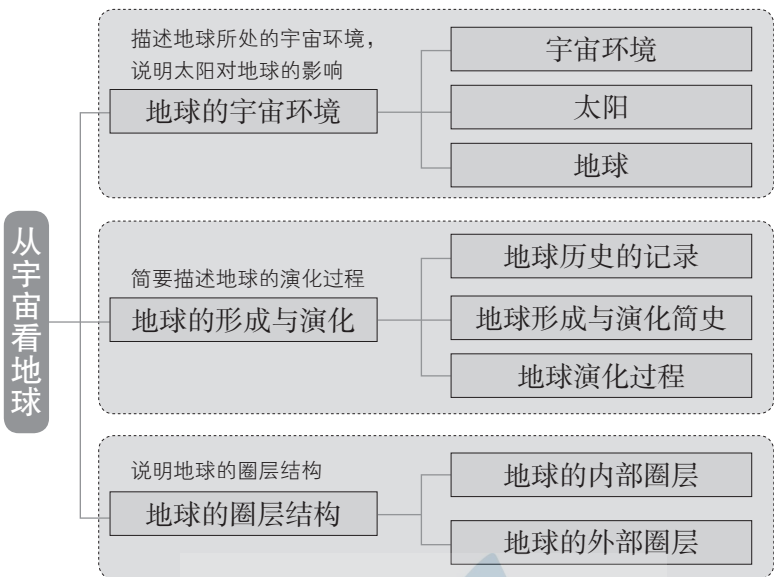 从宇宙看地球
描述地球所处的宇宙环境，
说明太阳对地球的影响
地球的宇宙环境
宇宙环境
太阳
地球
简要描述地球的演化过程
地球的形成与演化
地球历史的记录
地球形成与演化简史
地球演化过程
说明地球的圈层结构
地球的圈层结构
地球的内部圈层
地球的外部圈层